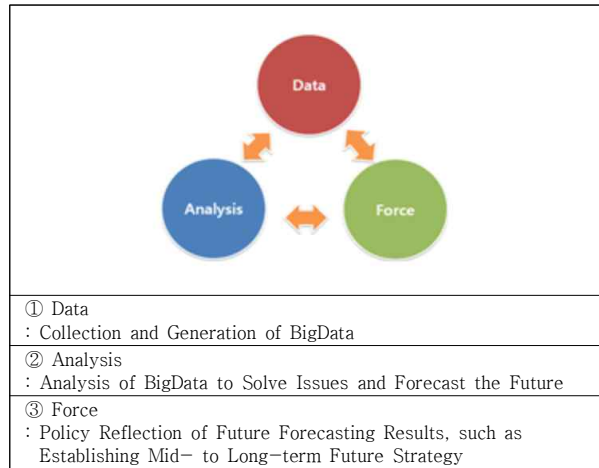 Data
Analysis
Force
① Data
: Collection and Generation of BigData
② Analysis
: Analysis of BigData to Solve Issues and Forecast the Future
③ Force
: Policy Reflection of Future Forecasting Results, such as
Establishing Mid- to Long-term Future Strategy